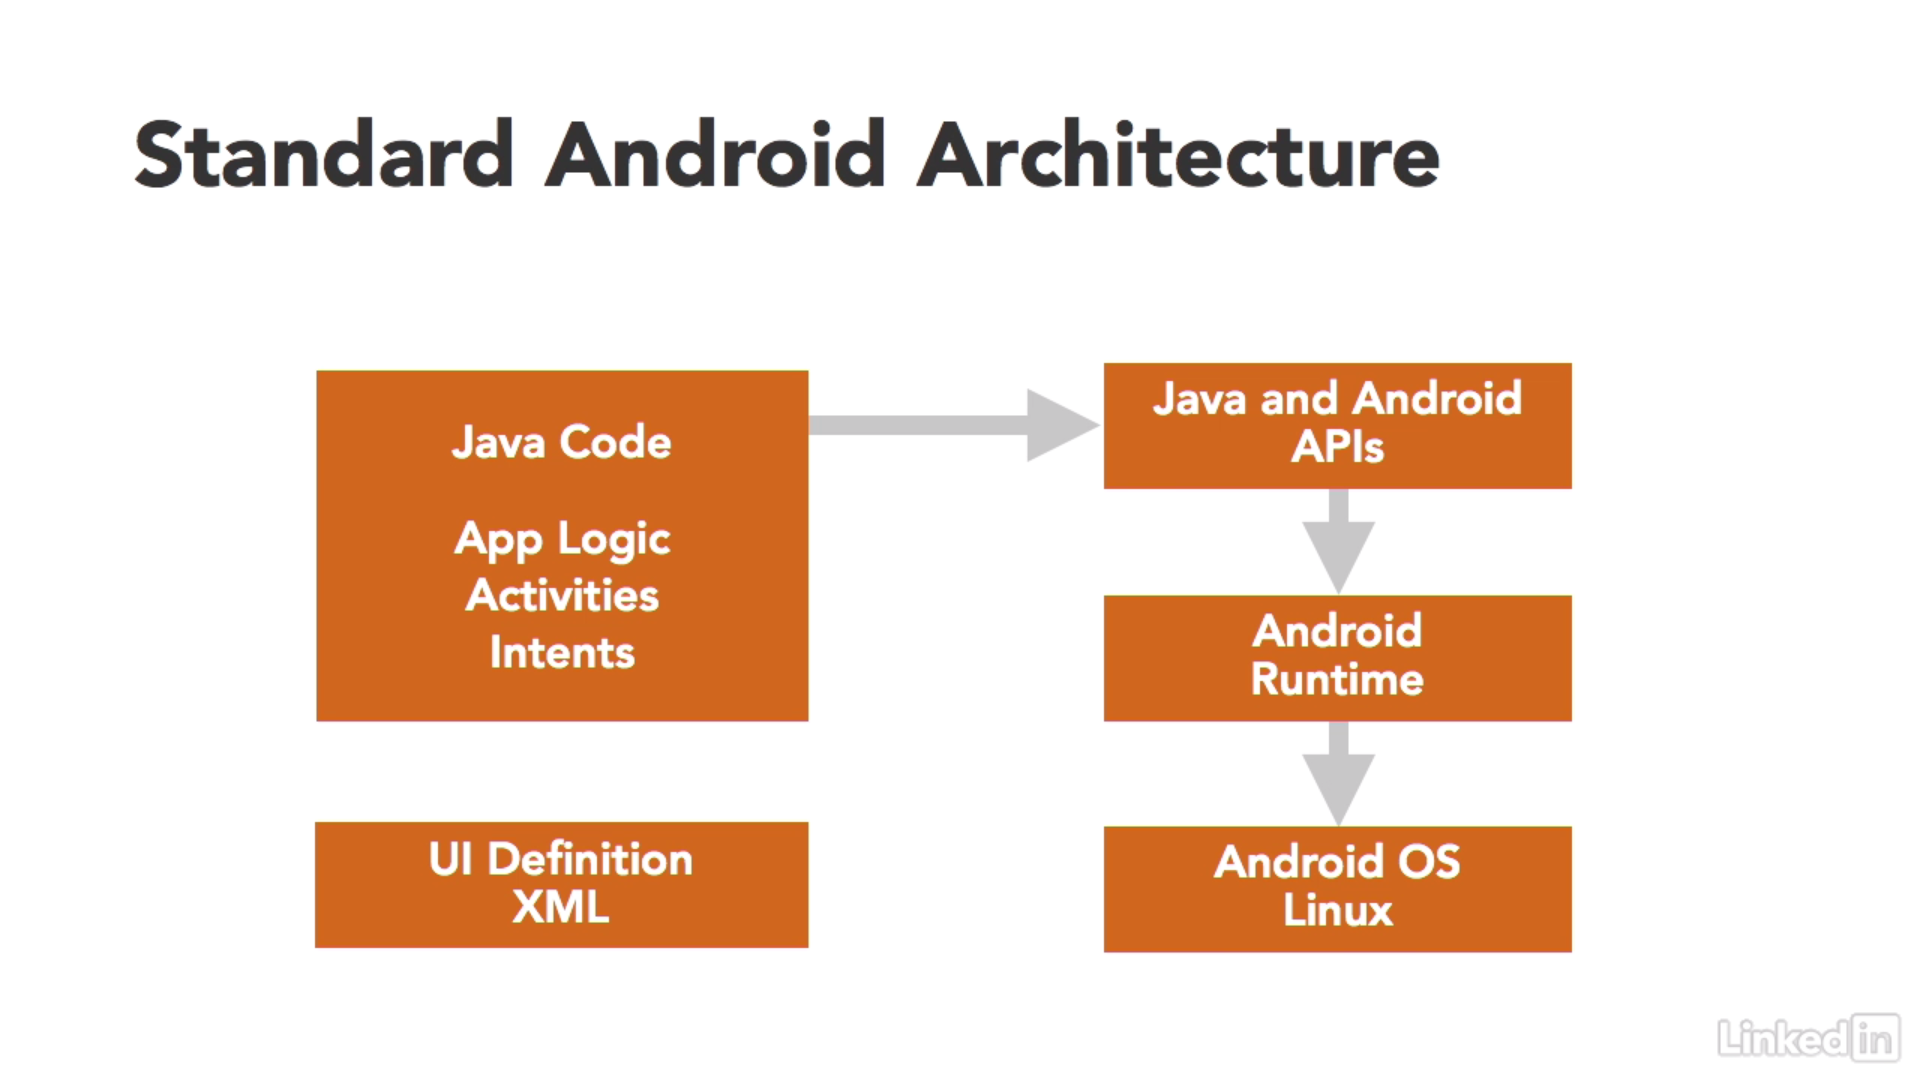 Standard Android Architecture
Java Code
App Logic
Activities
Intents
UI Definition
XML
Java and Android
APIs
Android
Runtime
Android OS
Linux
Linkedin